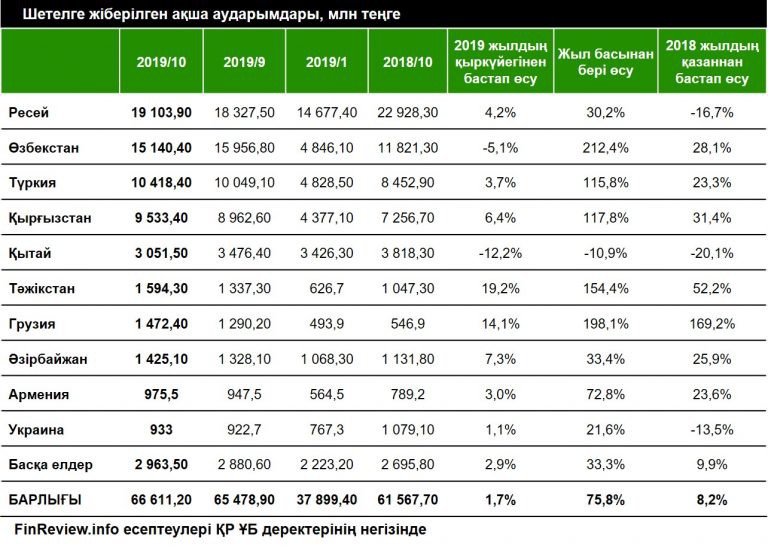 Шетелге жіберілген ақша аударымдары, млн теңге
2019/10 2019/9 2019/1 2018/10 2019 жылдың қыркүйегінен бастап өсу Жыл басынан бері өсу 2018 жылдың қазаннан бастап өсу
Ресей 19 103,90 18 327,50 14 677,40 22 928,30 4,2% 30,2% -16,7%
Өзбекстан 15 140,40 15 956,80 4 846,10 11 821,30 -5,1% 212,4% 28,1%
Түркия 10 418,40 10 049,10 4 828,50 8 452,90 3,7% 115,8% 23,3%
Қырғызстан 9 533,40 8 962,60 4 377,10 7 256,70 6,4% 117,8% 31,4%
Қытай 3 051,50 3 476,40 3 426,30 3 818,30 -12,2% -10,9% -20,1%
Тәжікстан 1 594,30 1 337,30 626,7 1 047,30 19,2% 154,4% 52,2%
Грузия 1 472,40 1 290,20 493,9 546,9 14,1% 198,1% 169,2%
Әзірбайжан 1 425,10 1 328,10 1 068,30 1 131,80 7,3% 33,4% 25,9%
Армения 975,5 947,5 564,5 789,2 3,0% 72,8% 23,6%
Украина 933 922,7 767,3 1 079,10 1,1% 21,6% -13,5%
Басқа елдер 2 963,50 2 880,60 2 223,20 2 695,80 2,9% 33,3% 9,9%
БАРЛЫҒЫ 66 611,20 65 478,90 37 899,40 61 567,70 1,7% 75,8% 8,2%
FinReview.info есептеулері ҚР ҰБ деректерінің негізінде